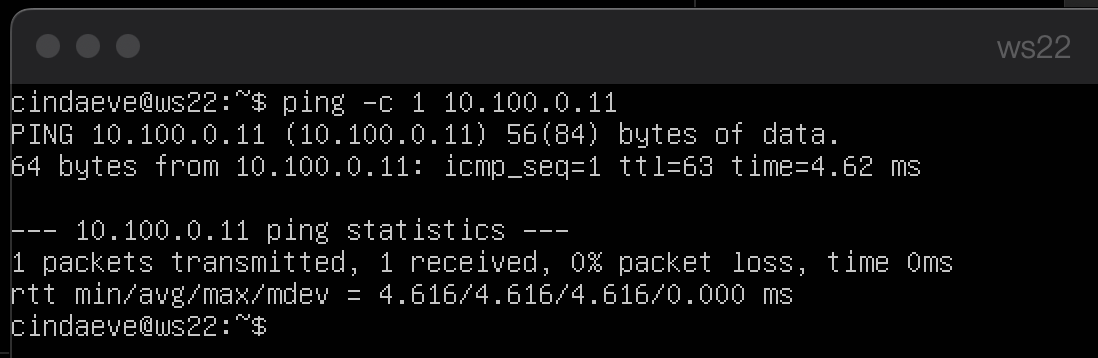 ws22
cindaeve@ws22:~$ ping -c 1 10.100.0.11
PING 10.100.0.11 (10.100.0.11) 56(84) bytes of data.
64 bytes from 10.100.0.11: icmp_seq=1 ttl=63 time=4.62 ms
--- 10.100.0.11 ping statistics ---
1 packets transmitted, 1 received, 0% packet loss, time 0ms
rtt min/avg/max/mdev = 4.616/4.616/4.616/0.000 ms
cindaeve@ws22:~$